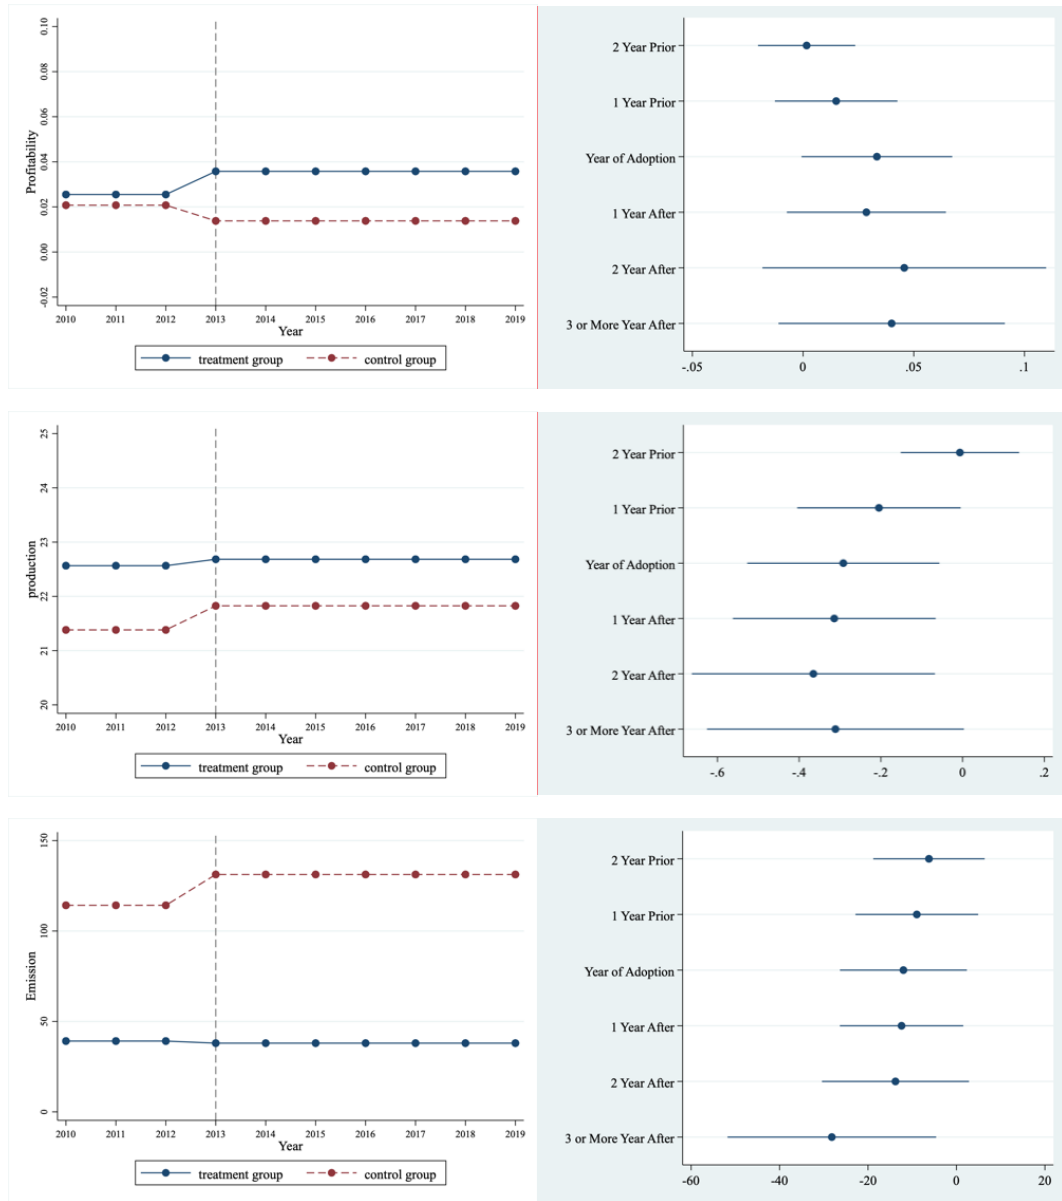 Profitability
0.10
0.08
0.06
0.04
0.02
0.00
-0.02
2010 2011 2012 2013 2014 2015 2016 2017 2018 2019
Year
treatment group control group
2 Year Prior
1 Year Prior
Year of Adoption
1 Year After
2 Year After
3 or More Year After
-.05 0 .05 .1
production
25
24
23
22
21
20
2010 2011 2012 2013 2014 2015 2016 2017 2018 2019
Year
treatment group control group
2 Year Prior
1 Year Prior
Year of Adoption
1 Year After
2 Year After
3 or More Year After
-.6 -.4 -.2 0 .2
Emission
150
100
50
0
2010 2011 2012 2013 2014 2015 2016 2017 2018 2019
Year
treatment group control group
2 Year Prior
1 Year Prior
Year of Adoption
1 Year After
2 Year After
3 or More Year After
-60 -40 -20 0 20